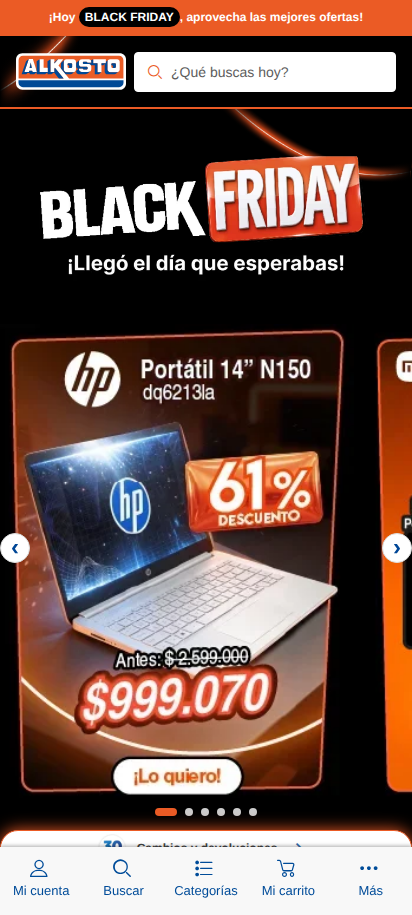 ¡Hoy BLACK FRIDAY, aprovecha las mejores ofertas!
ALKOSTO
¿Qué buscas hoy?
BLACK FRIDAY
¡Llegó el día que esperabas!
hp
Portátil 14” N150
dq6213la
hp
61%
DESCUENTO
Antes: $ 2.599.000
$999.070
¡Lo quiero!
Mi cuenta
Buscar
Categorías
Mi carrito
Más